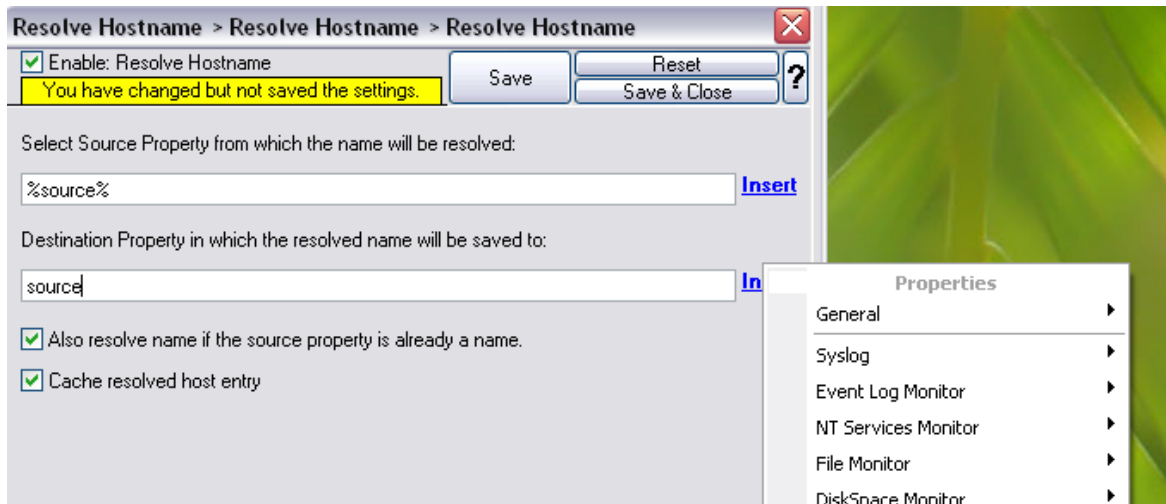 Resolve Hostname > Resolve Hostname > Resolve Hostname
Enable: Resolve Hostname
You have changed but not saved the settings.
Save
Reset
Save & Close
?
Select Source Property from which the name will be resolved:
%source%
Insert
Destination Property in which the resolved name will be saved to:
source
In
Also resolve name if the source property is already a name.
Cache resolved host entry
Properties
General
Syslog
Event Log Monitor
NT Services Monitor
File Monitor
DiskSpace Monitor